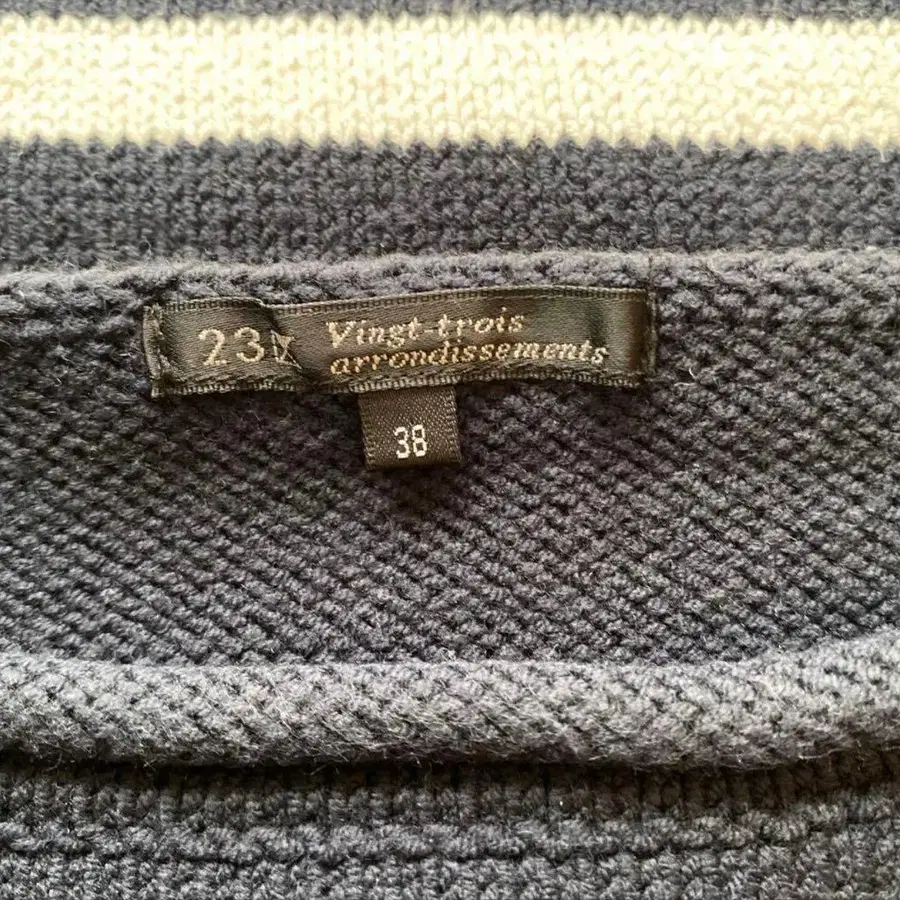 23
Vingt-trois
arrondissements
38